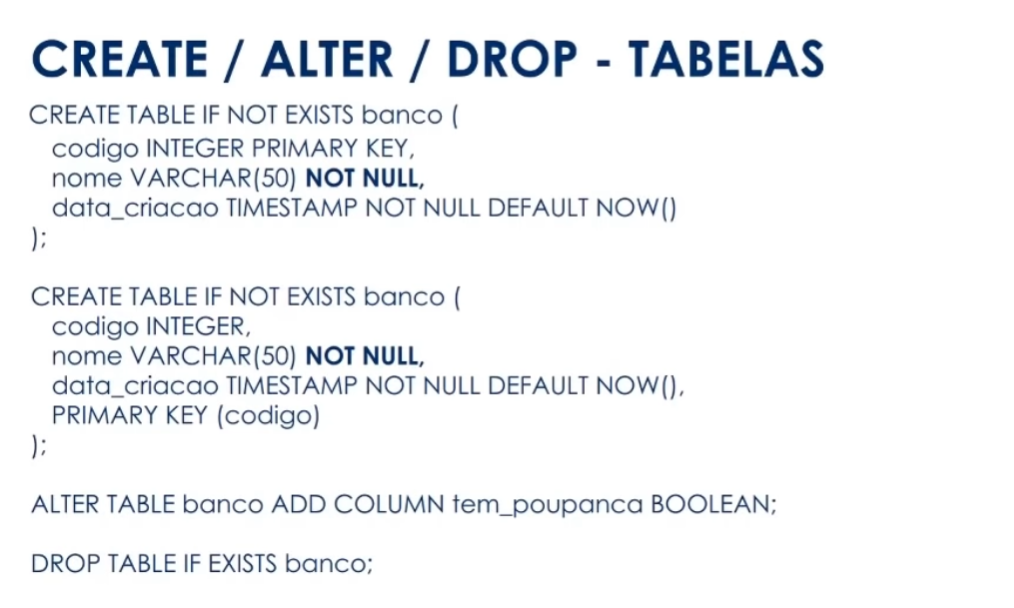 CREATE / ALTER / DROP - TABELAS
CREATE TABLE IF NOT EXISTS banco (
codigo INTEGER PRIMARY KEY,
nome VARCHAR(50) NOT NULL,
data_criacao TIMESTAMP NOT NULL DEFAULT NOW()
);
CREATE TABLE IF NOT EXISTS banco (
codigo INTEGER,
nome VARCHAR(50) NOT NULL,
data_criacao TIMESTAMP NOT NULL DEFAULT NOW(),
PRIMARY KEY (codigo)
);
ALTER TABLE banco ADD COLUMN tem_poupanca BOOLEAN;
DROP TABLE IF EXISTS banco;